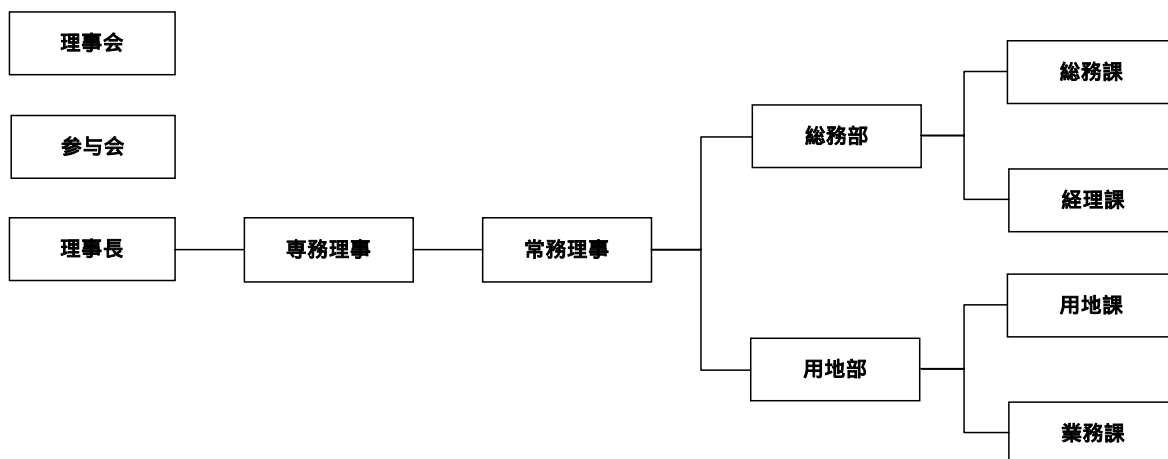 理事会
参与会
理事長
専務理事
常務理事
総務部
用地部
総務課
経理課
用地課
業務課